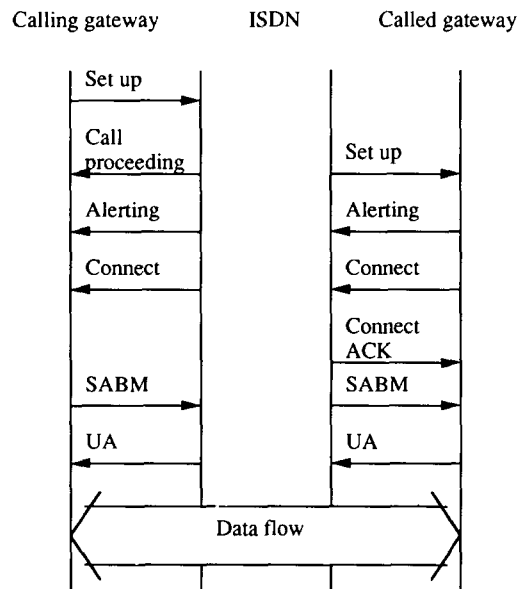 Calling gateway ISDN Called gateway
Set up
Call
proceeding
Set up
Alerting Alerting
Connect Connect
Connect
ACK
SABM SABM
UA UA
Data flow